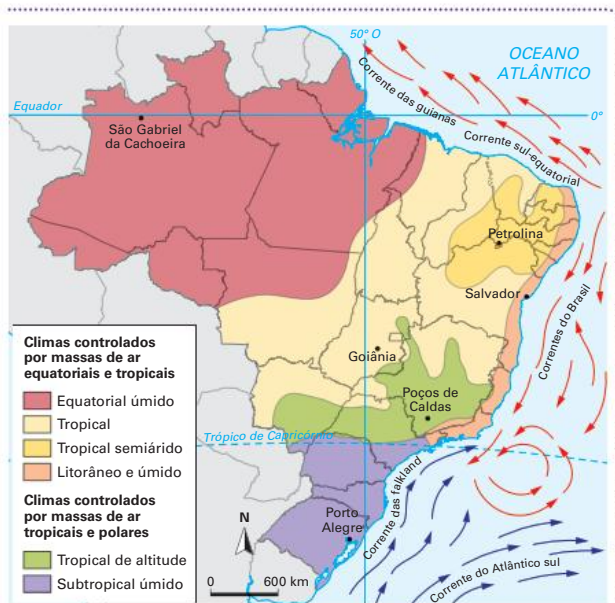 50° O
OCEANO
ATLÂNTICO
Corrente das guianas
Equador
0°
São Gabriel
da Cachoeira
Corrente sul-equatorial
Petrolina
Salvador
Correntes do Brasil
Climas controlados
por massas de ar
equatoriais e tropicais
Equatorial úmido
Tropical
Tropical semiárido
Litorâneo e úmido
Climas controlados
por massas de ar
tropicais e polares
Tropical de altitude
Subtropical úmido
Goiânia
Poços de
Caldas
Trópico de Capricórnio
Corrente das falkland
Porto
Alegre
N
0 600 km
Corrente do Atlântico sul